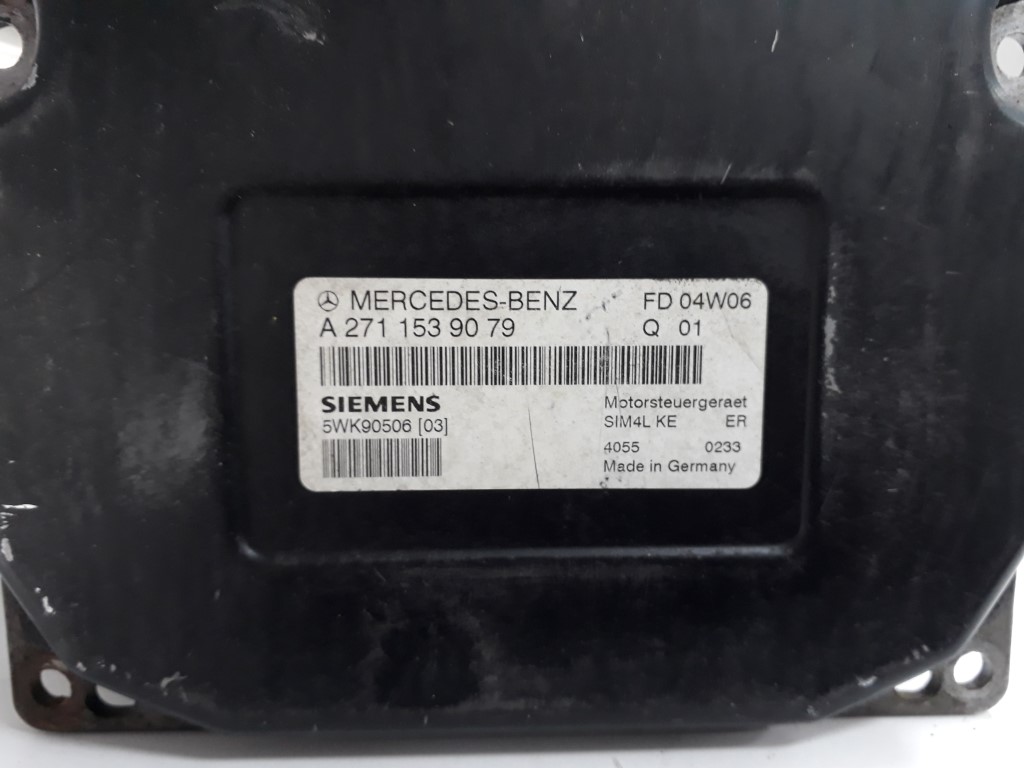 MERCEDES-BENZ FD 04W06
A 271 153 90 79 Q 01
SIEMENS Motorsteuergeraet
5WK90506 [03] SIM4L KE ER
4055 0233
Made in Germany